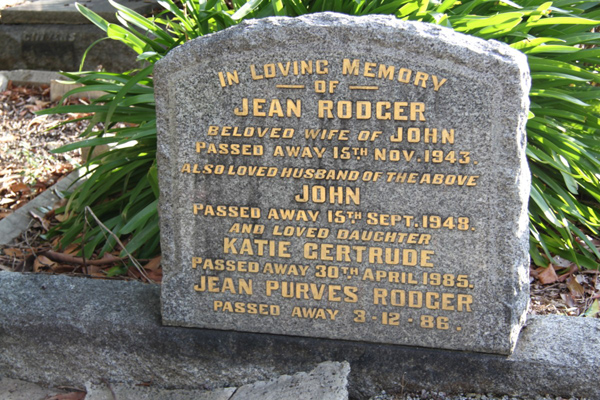 IN LOVING MEMORY
OF
JEAN RODGER
BELOVED WIFE OF JOHN
PASSED AWAY 15TH NOV. 1943.
ALSO LOVED HUSBAND OF THE ABOVE
JOHN
PASSED AWAY 15TH SEPT. 1948.
AND LOVED DAUGHTER
KATIE GERTRUDE
PASSED AWAY 30TH APRIL 1985.
JEAN PURVES RODGER
PASSED AWAY 3-12-86.